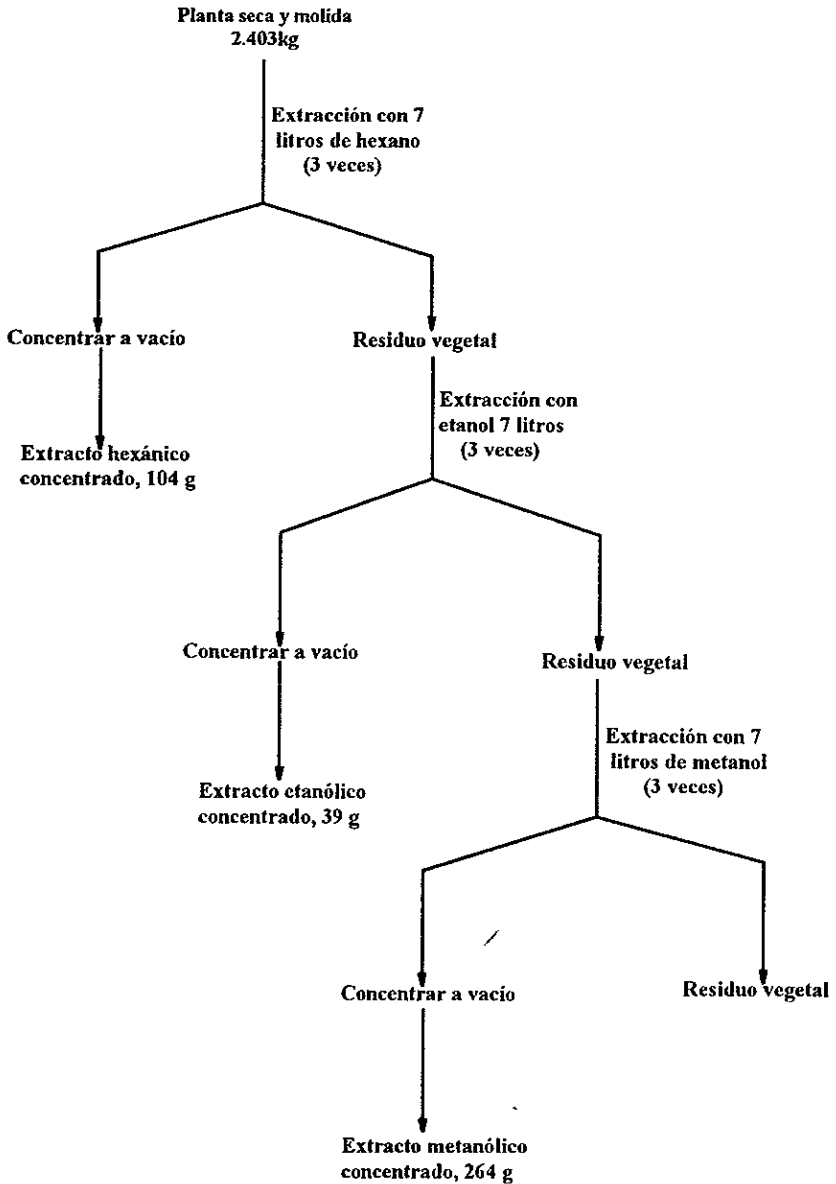 Planta seca y molida
2.403kg
Extracción con 7
litros de hexano
(3 veces)
Concentrar a vacío
Residuo vegetal
Extracto hexánico
concentrado, 104 g
Extracción con
etanol 7 litros
(3 veces)
Concentrar a vacío
Residuo vegetal
Extracto etanólico
concentrado, 39 g
Extracción con 7
litros de metanol
(3 veces)
Concentrar a vacío
Residuo vegetal
Extracto metanólico
concentrado, 264 g